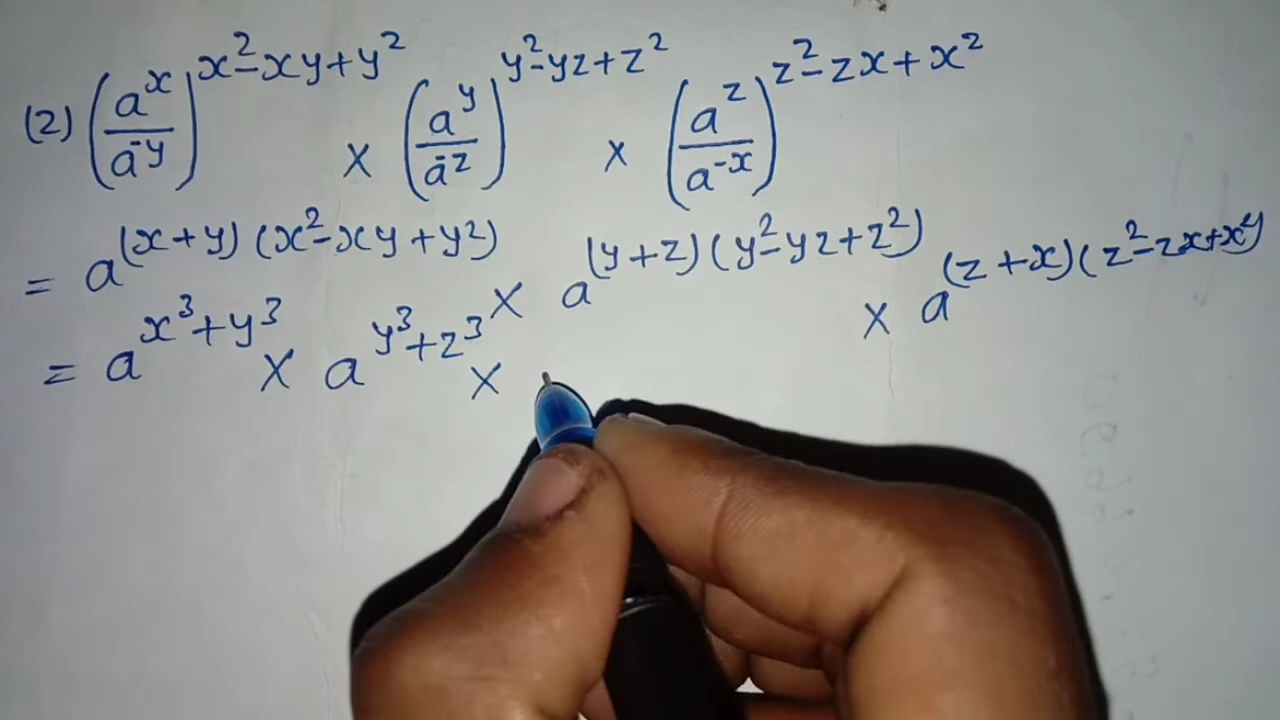 (2) (a^x/a^-y)^x²-xy+y² × (a^y/a^-z)^y²-yz+z² × (a^z/a^-x)^z²-zx+x²
= a^(x+y)(x²-xy+y²) × a^(y+z)(y²-yz+z²) × a^(z+x)(z²-zx+x²)
= a^x³+y³ × a^y³+z³ ×